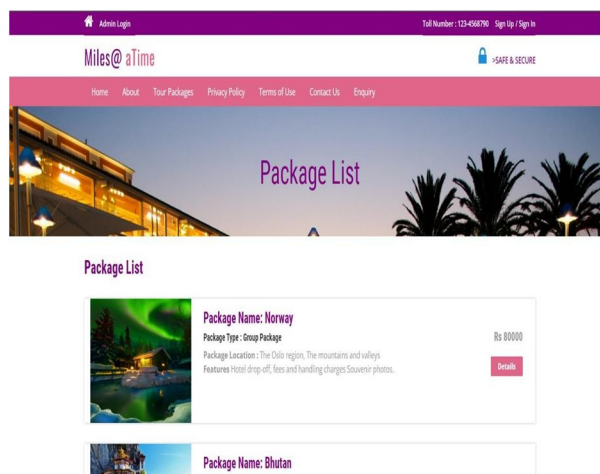 Admin Login
Toll Number : 123-4568790 Sign Up / Sign In
Miles@ aTime
>SAFE & SECURE
Home About Tour Packages Privacy Policy Terms of Use Contact Us Enquiry
Package List
Package List
Package Name: Norway
Package Type : Group Package
Rs 80000
Package Location : The Oslo region, The mountains and valleys
Features Hotel drop-off, fees and handling charges Souvenir photos.
Details
Package Name: Bhutan